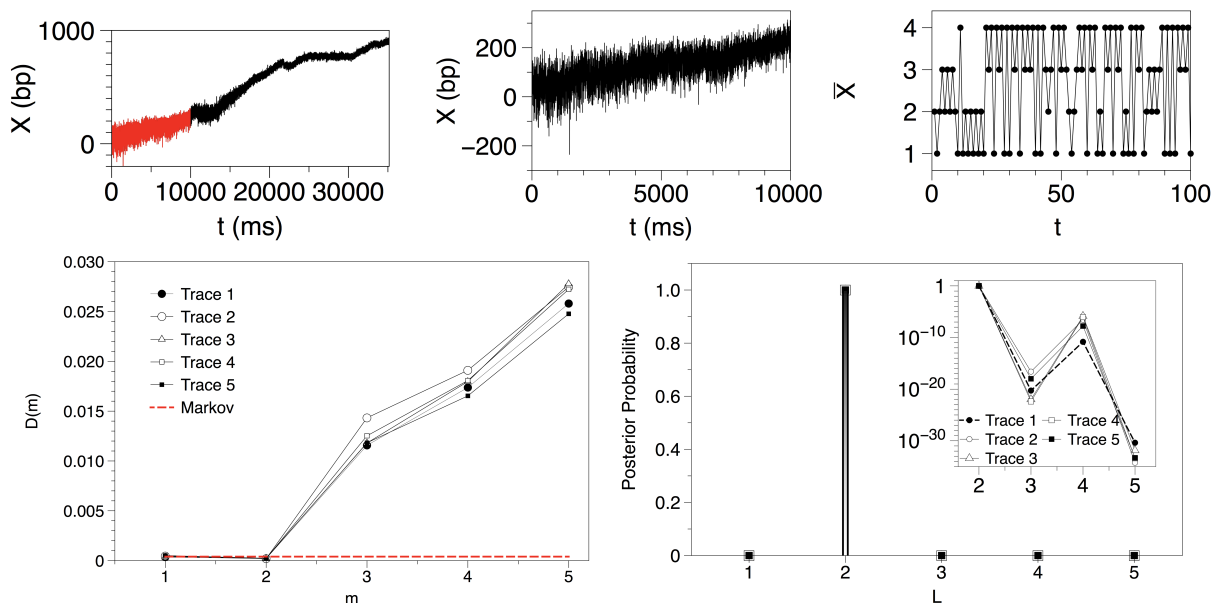 1000
X (bp)
0
0 10000 20000 30000
t (ms)
200
0
−200
X (bp)
0 5000 10000
t (ms)
4
3
2
1
X̅
0 50 100
t
0.030
0.025
0.020
0.015
0.010
0.005
0
D(m)
Trace 1
Trace 2
Trace 3
Trace 4
Trace 5
Markov
1 2 3 4 5
m
1.0
0.8
0.6
0.4
0.2
0
Posterior Probability
1 2 3 4 5
L
1
10⁻¹⁰
10⁻²⁰
10⁻³⁰
Trace 1 Trace 4
Trace 2 Trace 5
Trace 3
2 3 4 5